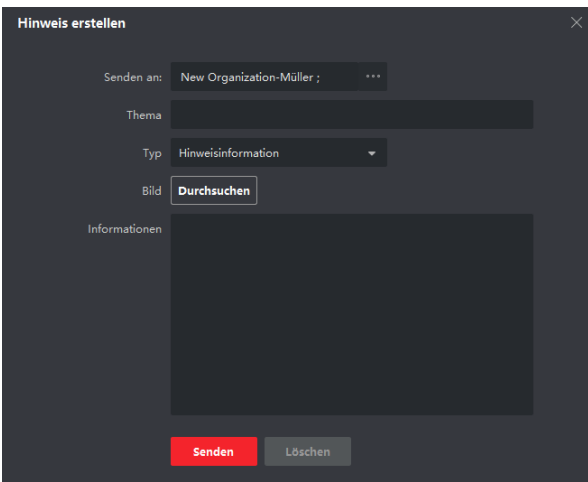 Hinweis erstellen
Senden an: New Organization-Müller ; ...
Thema
Typ Hinweisinformation
Bild Durchsuchen
Informationen
Senden Löschen